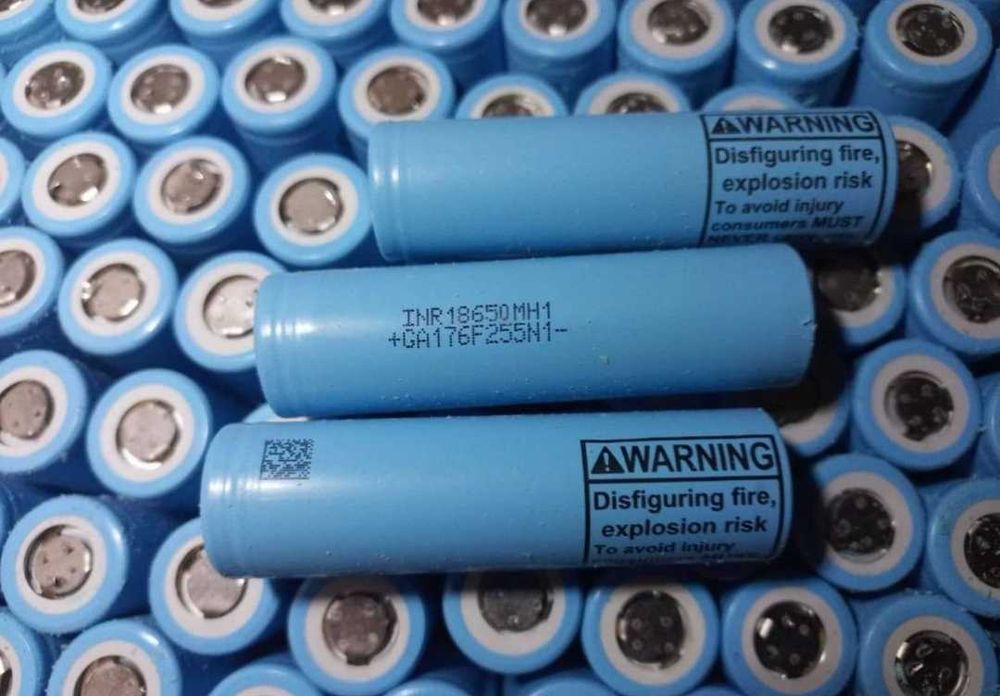 ⚠WARNING
Disfiguring fire,
explosion risk
To avoid injury
consumers MUST
NEVER
INR18650MH1
+GA176F255N1-
⚠WARNING
Disfiguring fire,
explosion risk
To avoid injury